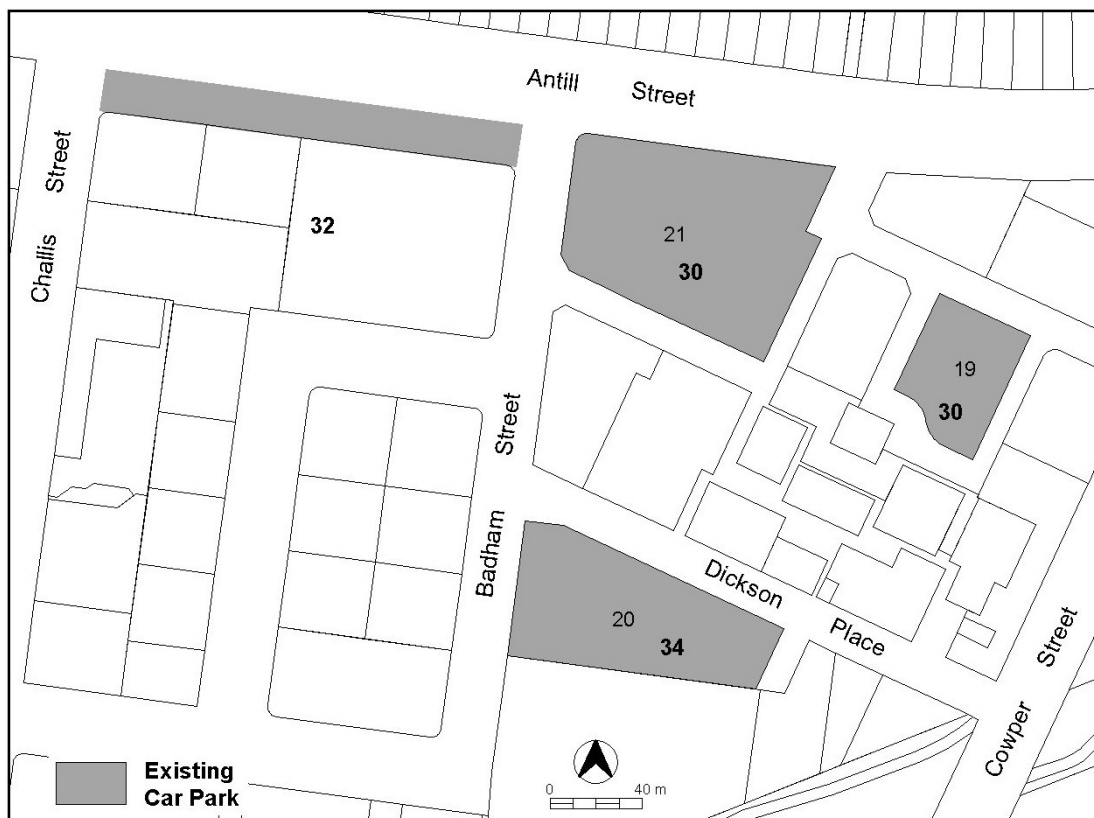 Antill Street
Challis Street
32
21
30
19
30
Badham Street
Dickson Place
20
34
Cowper Street
Existing
Car Park
0 40 m